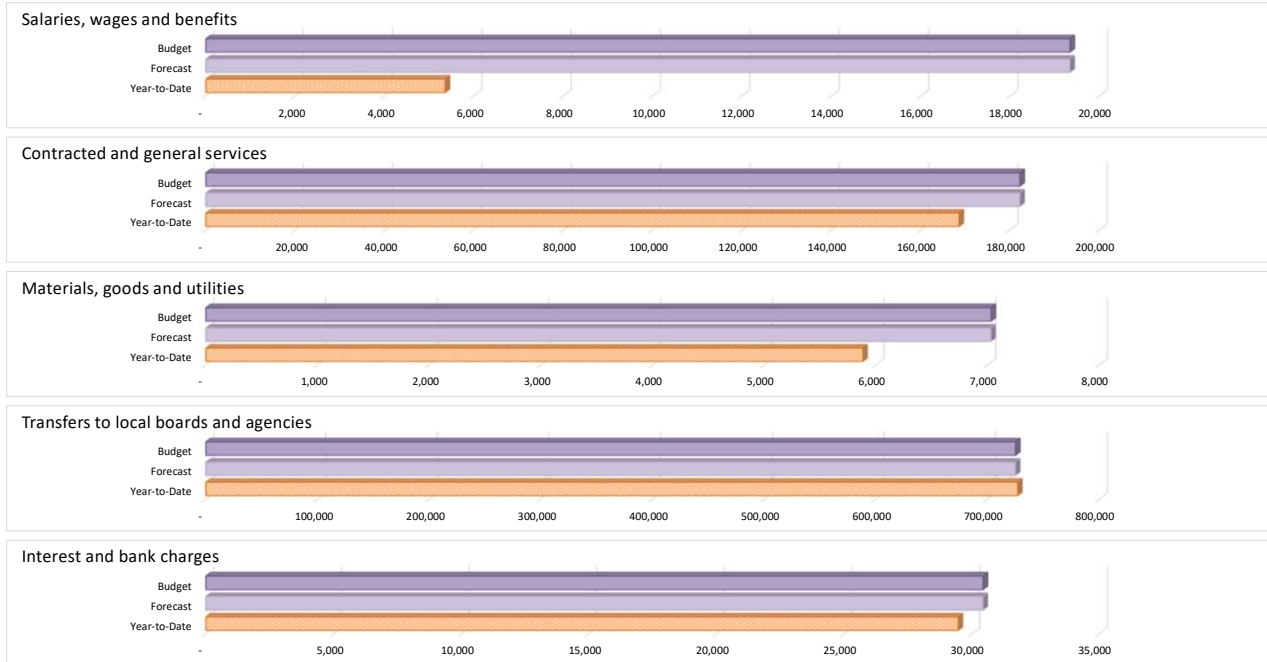 Salaries, wages and benefits
Budget
Forecast
Year-to-Date
- 2,000 4,000 6,000 8,000 10,000 12,000 14,000 16,000 18,000 20,000
Contracted and general services
Budget
Forecast
Year-to-Date
- 20,000 40,000 60,000 80,000 100,000 120,000 140,000 160,000 180,000 200,000
Materials, goods and utilities
Budget
Forecast
Year-to-Date
- 1,000 2,000 3,000 4,000 5,000 6,000 7,000 8,000
Transfers to local boards and agencies
Budget
Forecast
Year-to-Date
- 100,000 200,000 300,000 400,000 500,000 600,000 700,000 800,000
Interest and bank charges
Budget
Forecast
Year-to-Date
- 5,000 10,000 15,000 20,000 25,000 30,000 35,000